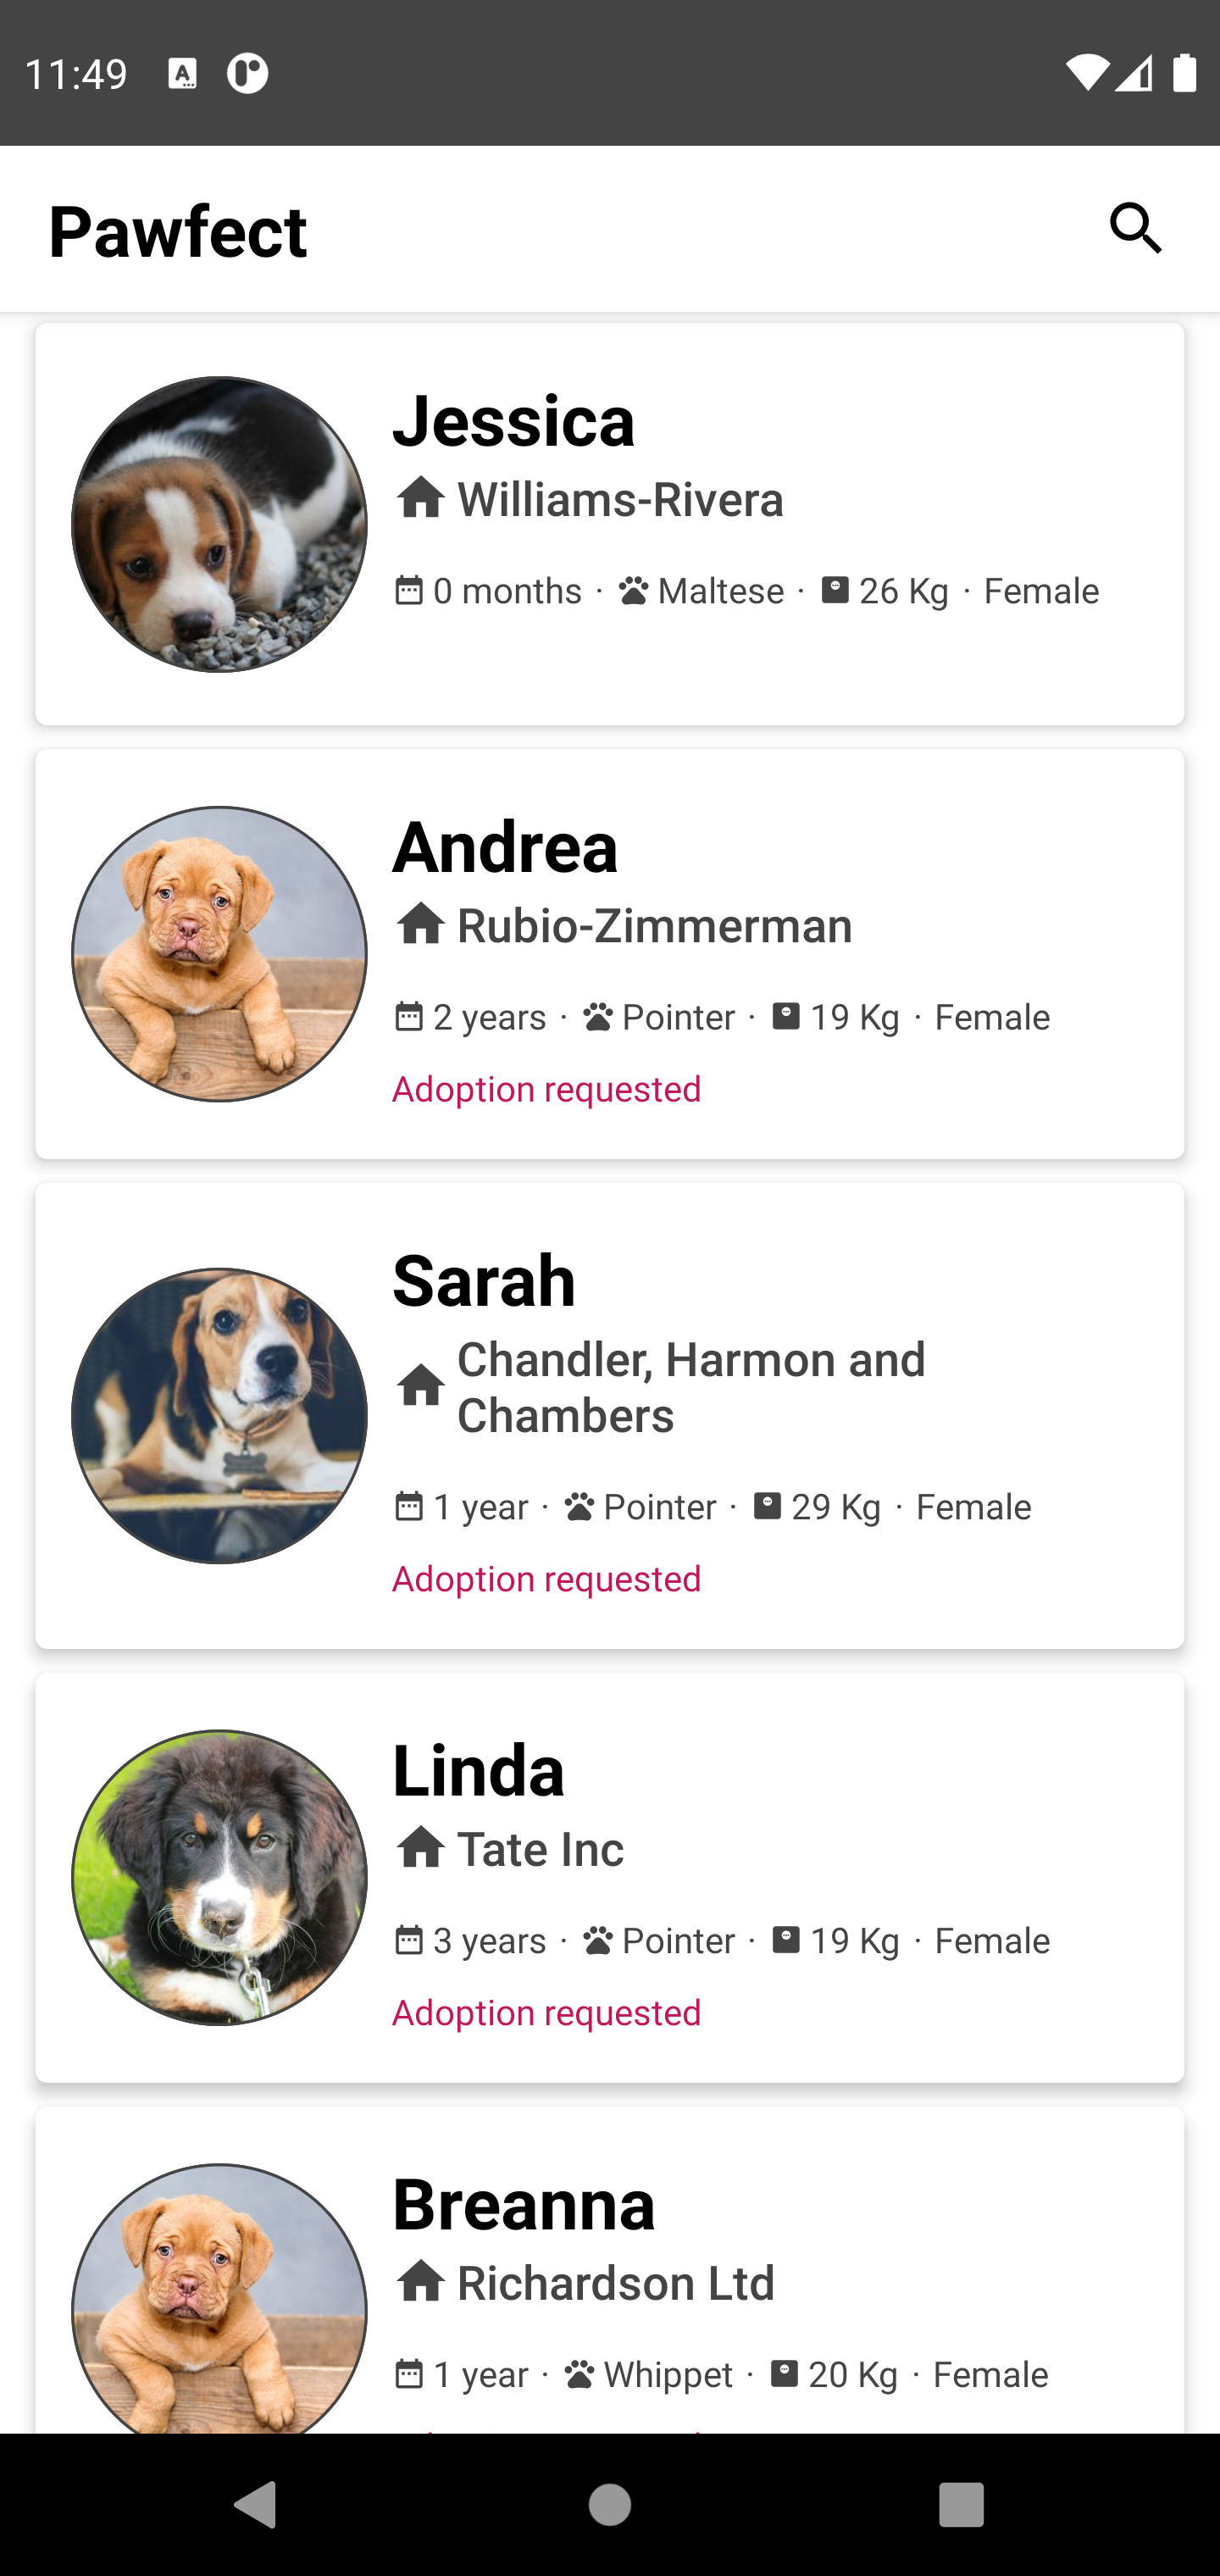 11:49
Pawfect
Jessica
Williams-Rivera
0 months · Maltese · 26 Kg · Female
Andrea
Rubio-Zimmerman
2 years · Pointer · 19 Kg · Female
Adoption requested
Sarah
Chandler, Harmon and
Chambers
1 year · Pointer · 29 Kg · Female
Adoption requested
Linda
Tate Inc
3 years · Pointer · 19 Kg · Female
Adoption requested
Breanna
Richardson Ltd
1 year · Whippet · 20 Kg · Female